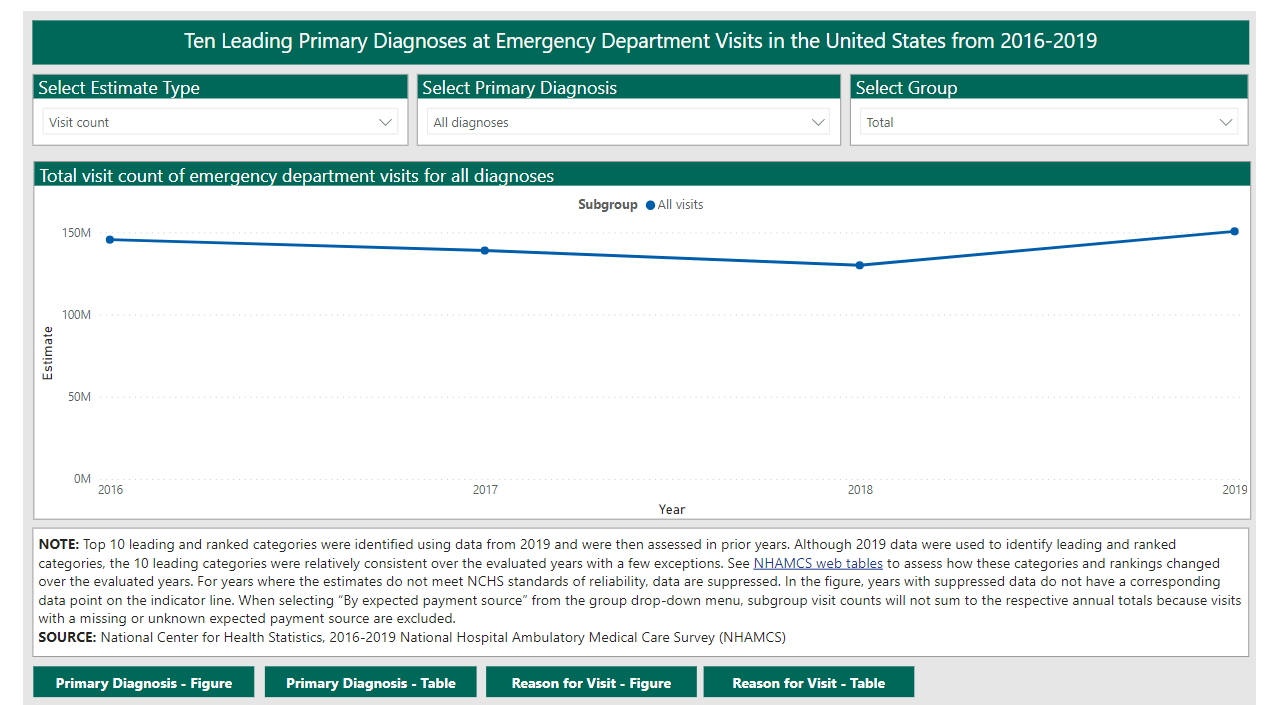 Ten Leading Primary Diagnoses at Emergency Department Visits in the United States from 2016-2019
Select Estimate Type
Visit count
Select Primary Diagnosis
All diagnoses
Select Group
Total
Total visit count of emergency department visits for all diagnoses
Subgroup All visits
150M
100M
50M
0M
Estimate
2016 2017 2018 2019
Year
NOTE: Top 10 leading and ranked categories were identified using data from 2019 and were then assessed in prior years. Although 2019 data were used to identify leading and ranked
categories, the 10 leading categories were relatively consistent over the evaluated years with a few exceptions. See NHAMCS web tables to assess how these categories and rankings changed
over the evaluated years. For years where the estimates do not meet NCHS standards of reliability, data are suppressed. In the figure, years with suppressed data do not have a corresponding
data point on the indicator line. When selecting “By expected payment source” from the group drop-down menu, subgroup visit counts will not sum to the respective annual totals because visits
with a missing or unknown expected payment source are excluded.
SOURCE: National Center for Health Statistics, 2016-2019 National Hospital Ambulatory Medical Care Survey (NHAMCS)
Primary Diagnosis - Figure
Primary Diagnosis - Table
Reason for Visit - Figure
Reason for Visit - Table